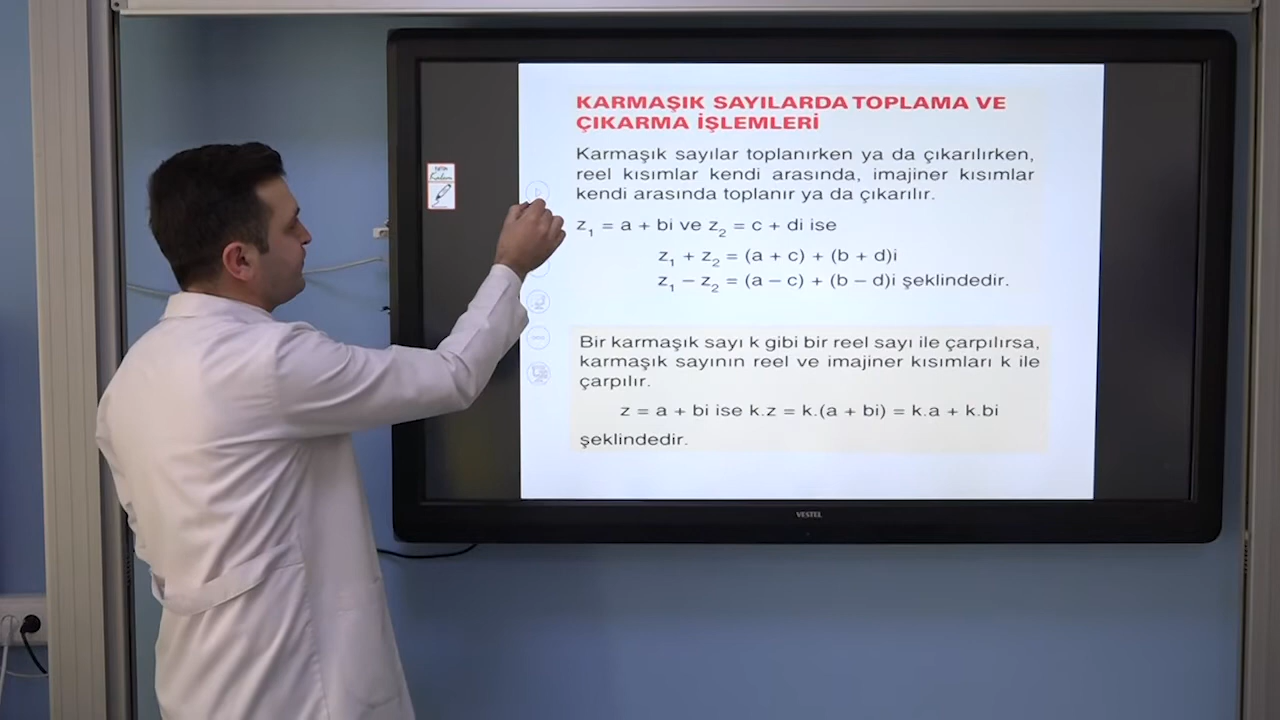 KARMAŞIK SAYILARDA TOPLAMA VE
ÇIKARMA İŞLEMLERİ
Karmaşık sayılar toplanırken ya da çıkarılırken,
reel kısımlar kendi arasında, imajiner kısımlar
kendi arasında toplanır ya da çıkarılır.
z₁ = a + bi ve z₂ = c + di ise
z₁ + z₂ = (a + c) + (b + d)i
z₁ – z₂ = (a – c) + (b – d)i şeklindedir.
Bir karmaşık sayı k gibi bir reel sayı ile çarpılırsa,
karmaşık sayının reel ve imajiner kısımları k ile
çarpılır.
z = a + bi ise k.z = k.(a + bi) = k.a + k.bi
şeklindedir.
Kalem
VESTEL